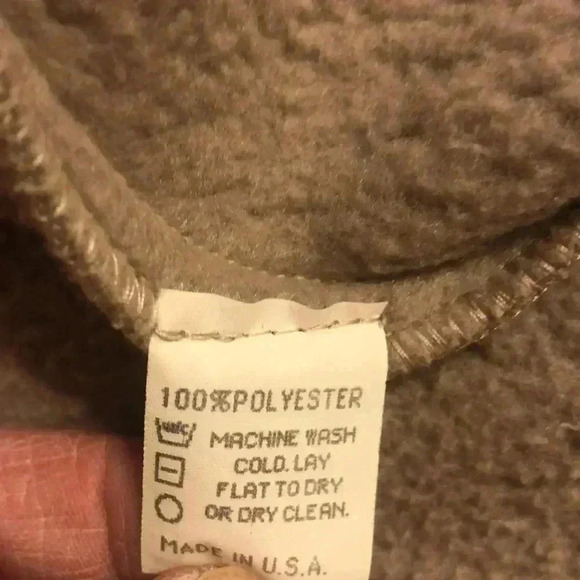 100%POLYESTER
MACHINE WASH
COLD. LAY
FLAT TO DRY
OR DRY CLEAN.
MADE IN U.S.A.